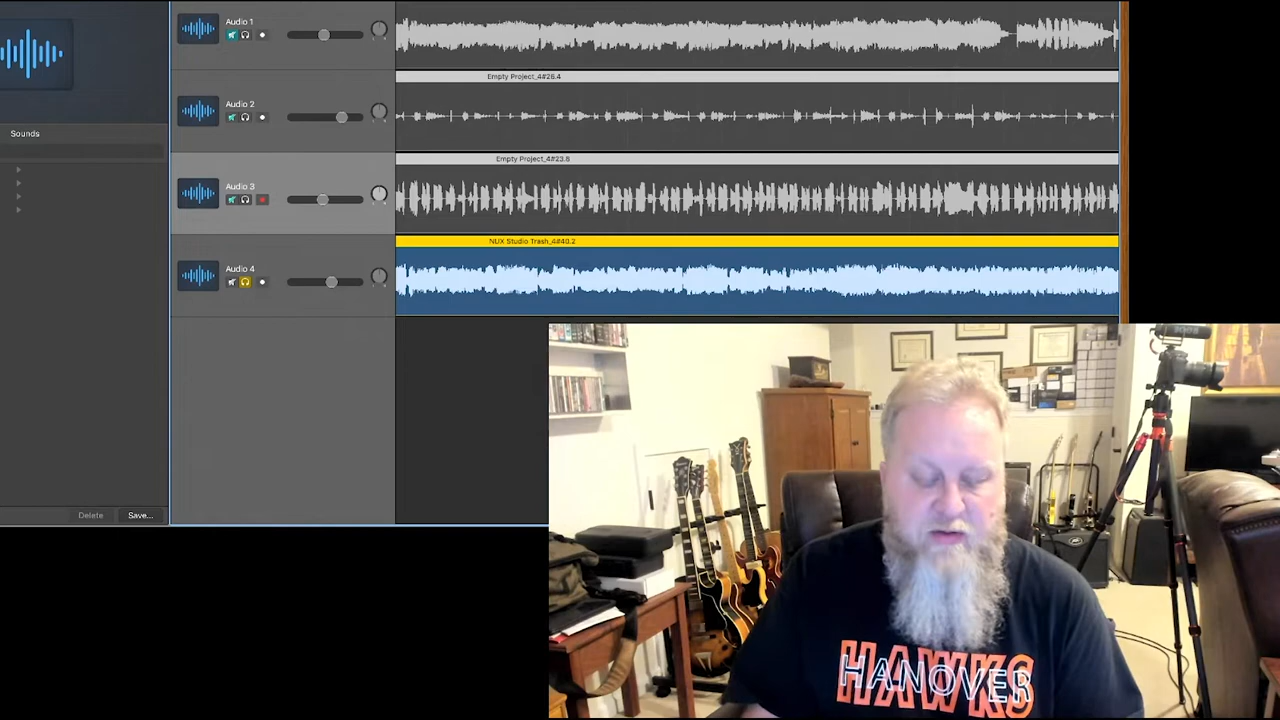 Audio 1
Empty Project_4#26.4
Audio 2
Sounds
Empty Project_4#23.8
Audio 3
NUX Studio Trash_4#40.2
Audio 4
Delete
Save...
HAWKS
HANOVER